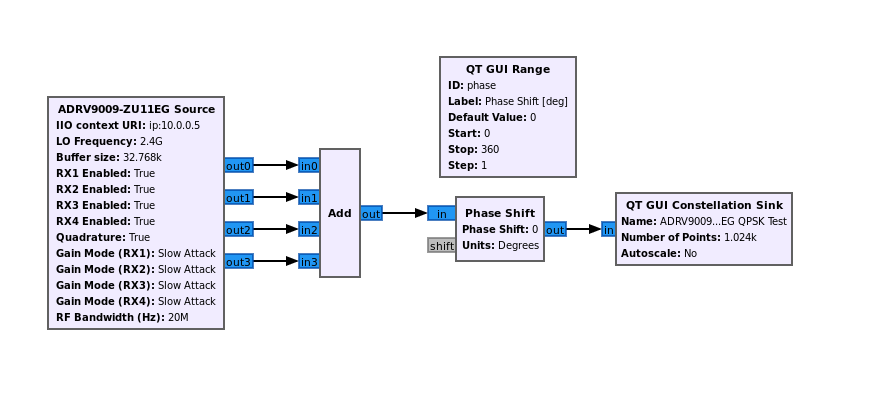 ADRV9009-ZU11EG Source
IIO context URI: ip:10.0.0.5
LO Frequency: 2.4G
Buffer size: 32.768k
RX1 Enabled: True
RX2 Enabled: True
RX3 Enabled: True
RX4 Enabled: True
Quadrature: True
Gain Mode (RX1): Slow Attack
Gain Mode (RX2): Slow Attack
Gain Mode (RX3): Slow Attack
Gain Mode (RX4): Slow Attack
RF Bandwidth (Hz): 20M
out0
out1
out2
out3
in0
in1
in2
in3
Add
out
QT GUI Range
ID: phase
Label: Phase Shift [deg]
Default Value: 0
Start: 0
Stop: 360
Step: 1
in
shift
Phase Shift
Phase Shift: 0
Units: Degrees
out
in
QT GUI Constellation Sink
Name: ADRV9009...EG QPSK Test
Number of Points: 1.024k
Autoscale: No